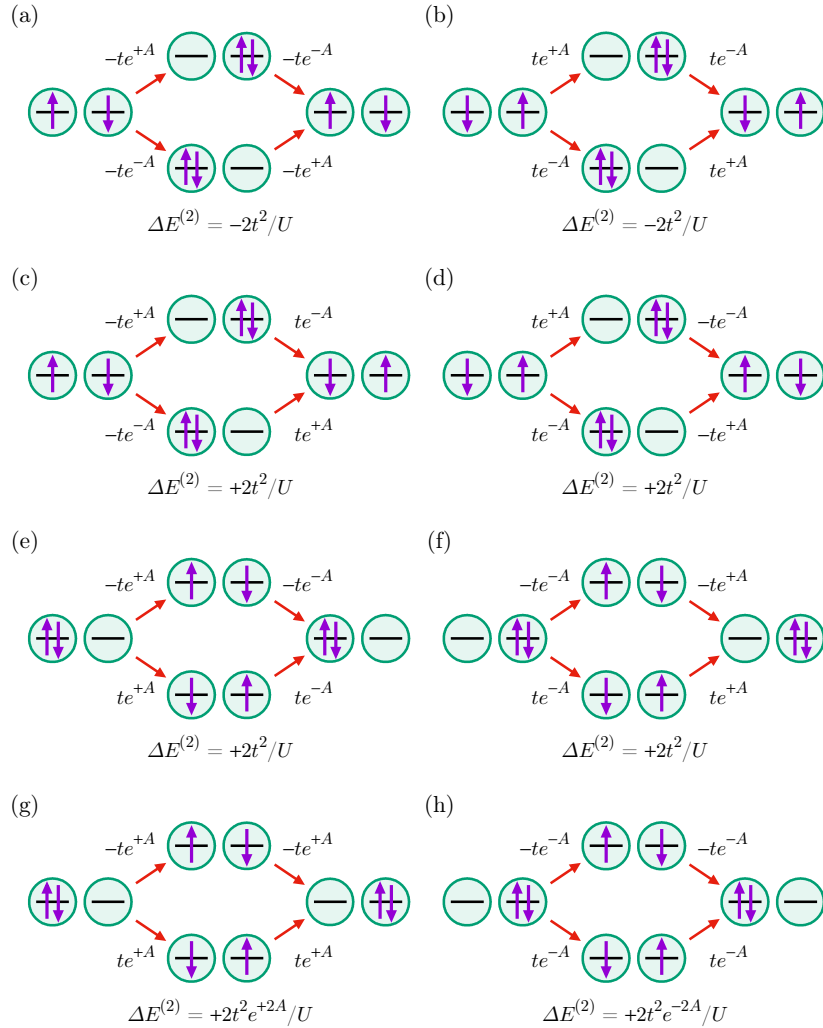 (a) (b)
−te^{+A} −te^{−A} te^{+A} te^{−A}
−te^{−A} −te^{+A} te^{−A} te^{+A}
ΔE^{(2)} = −2t^2/U ΔE^{(2)} = −2t^2/U
(c) (d)
−te^{+A} te^{−A} te^{+A} −te^{−A}
−te^{−A} te^{+A} te^{−A} −te^{+A}
ΔE^{(2)} = +2t^2/U ΔE^{(2)} = +2t^2/U
(e) (f)
−te^{+A} −te^{−A} −te^{−A} −te^{+A}
te^{+A} te^{−A} te^{−A} te^{+A}
ΔE^{(2)} = +2t^2/U ΔE^{(2)} = +2t^2/U
(g) (h)
−te^{+A} −te^{+A} −te^{−A} −te^{−A}
te^{+A} te^{+A} te^{−A} te^{−A}
ΔE^{(2)} = +2t^2e^{+2A}/U ΔE^{(2)} = +2t^2e^{−2A}/U